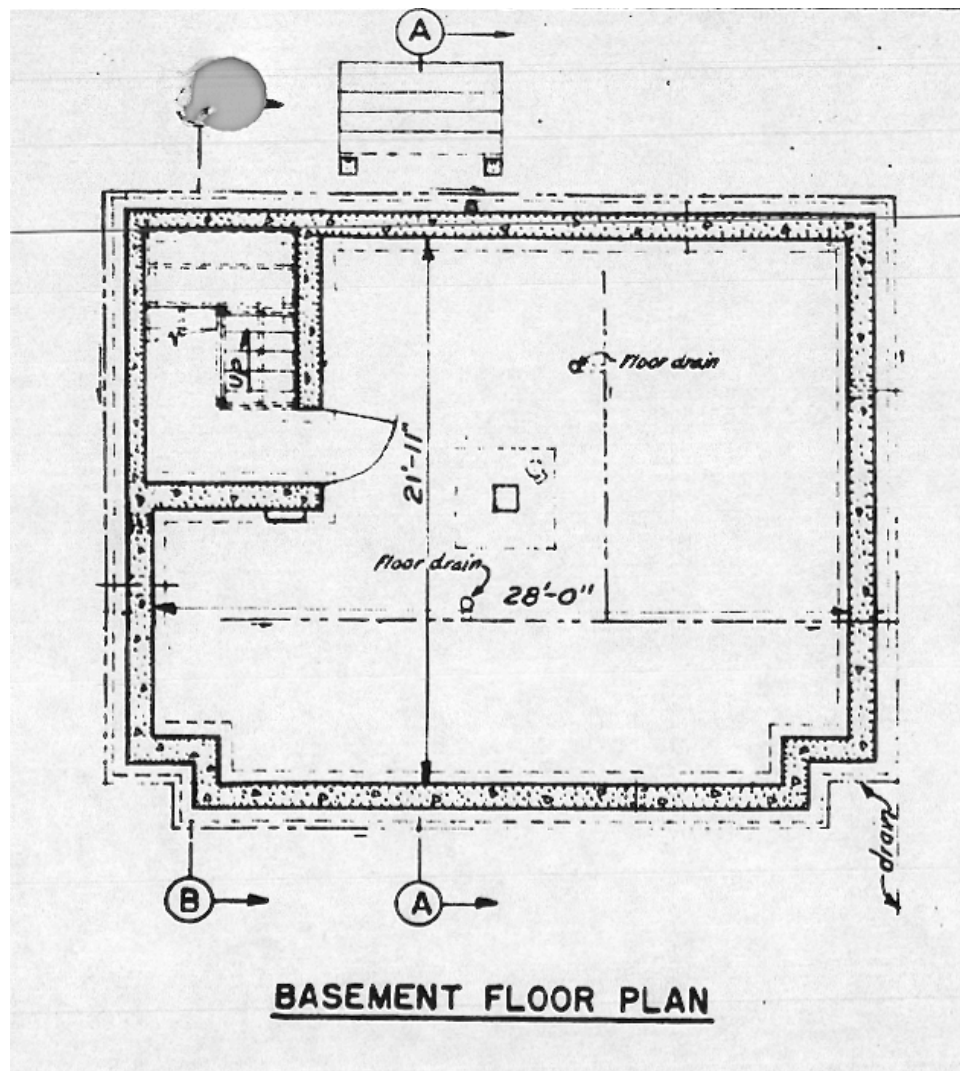 A
UP
Floor drain
21'-11"
Floor drain
28'-0"
drain
B
A
BASEMENT FLOOR PLAN